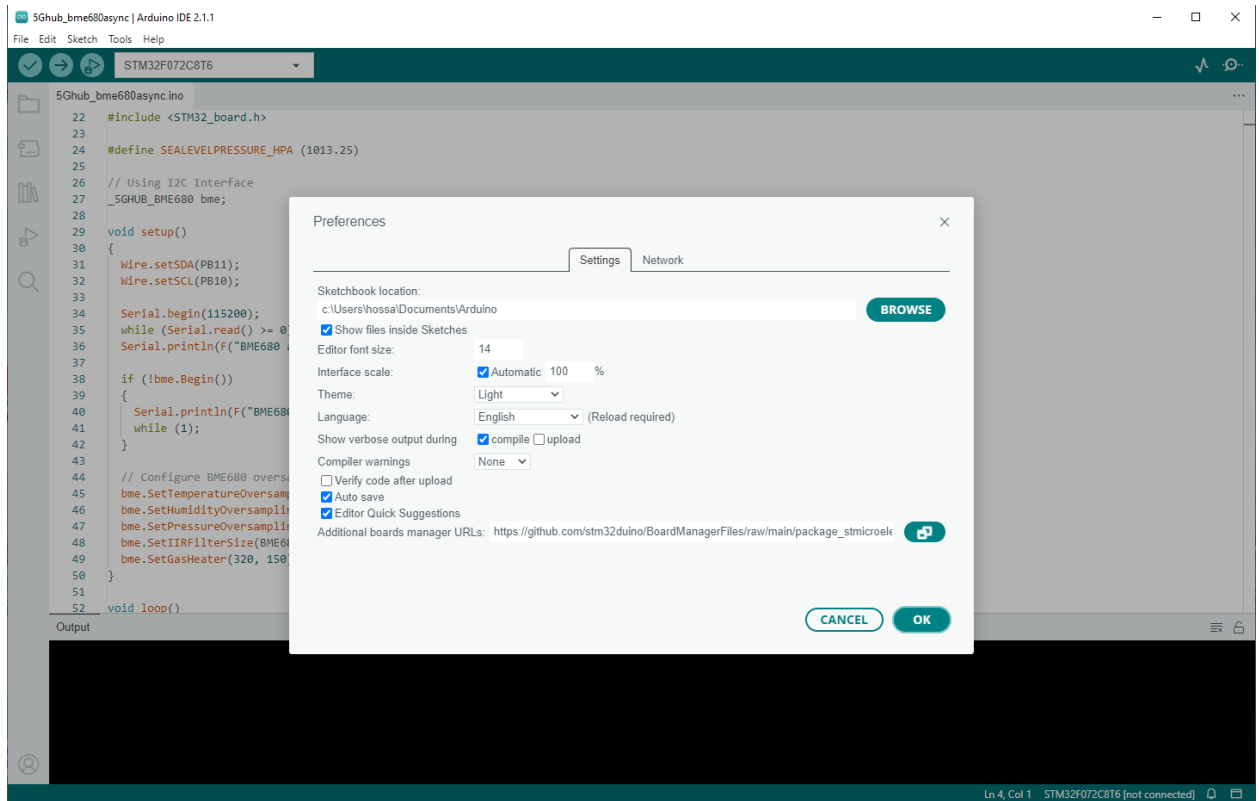 5Ghub_bme680async | Arduino IDE 2.1.1
File Edit Sketch Tools Help
STM32F072C8T6
5Ghub_bme680async.ino
22 #include <STM32_board.h>
23
24 #define SEALEVELPRESSURE_HPA (1013.25)
25
26 // Using I2C Interface
27 _5GHUB_BME680 bme;
28
29 void setup()
30 {
31 Wire.setSDA(PB11);
32 Wire.setSCL(PB10);
33
34 Serial.begin(115200);
35 while (Serial.read() >= 0
36 Serial.println(F("BME680
37
38 if (!bme.Begin())
39 {
40 Serial.println(F("BME680
41 while (1);
42 }
43
44 // Configure BME680 oversa
45 bme.SetTemperatureOversamp
46 bme.SetHumidityOversamplin
47 bme.SetPressureOversamplin
48 bme.SetIIRFilterSize(BME6
49 bme.SetGasHeater(320, 150
50 }
51
52 void loop()
Preferences
Settings Network
Sketchbook location:
c:\Users\hossa\Documents\Arduino
BROWSE
Show files inside Sketches
Editor font size: 14
Interface scale: Automatic 100 %
Theme: Light
Language: English (Reload required)
Show verbose output during compile upload
Compiler warnings None
Verify code after upload
Auto save
Editor Quick Suggestions
Additional boards manager URLs: https://github.com/stm32duino/BoardManagerFiles/raw/main/package_stmicroele
CANCEL OK
Output
Ln 4, Col 1 STM32F072C8T6 [not connected]